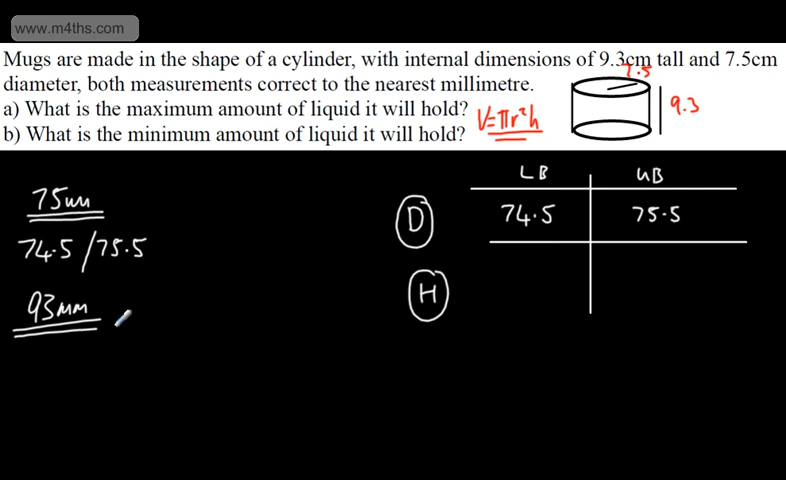 www.m4ths.com
Mugs are made in the shape of a cylinder, with internal dimensions of 9.3cm tall and 7.5cm
diameter, both measurements correct to the nearest millimetre.
a) What is the maximum amount of liquid it will hold?
b) What is the minimum amount of liquid it will hold?
V=πr²h
7.5
9.3
75mm
74.5/75.5
93mm
LB UB
D 74.5 75.5
H